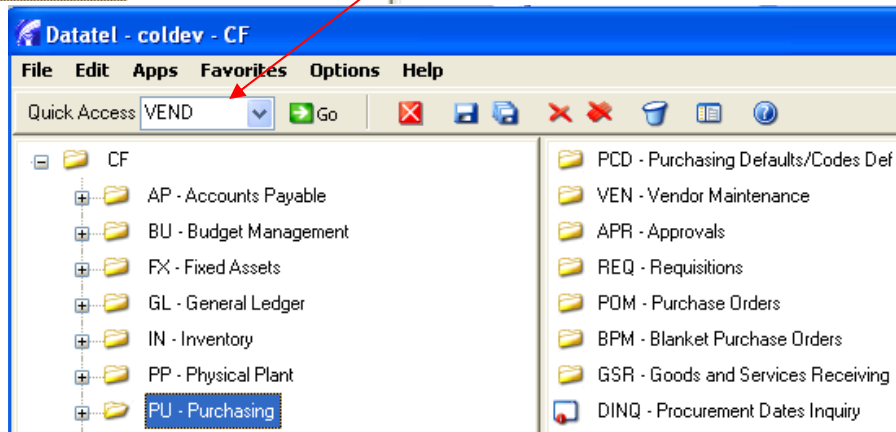 Datatel - coldev - CF
File Edit Apps Favorites Options Help
Quick Access VEND Go
CF
AP - Accounts Payable
BU - Budget Management
FX - Fixed Assets
GL - General Ledger
IN - Inventory
PP - Physical Plant
PU - Purchasing
PCD - Purchasing Defaults/Codes Def
VEN - Vendor Maintenance
APR - Approvals
REQ - Requisitions
POM - Purchase Orders
BPM - Blanket Purchase Orders
GSR - Goods and Services Receiving
DINQ - Procurement Dates Inquiry